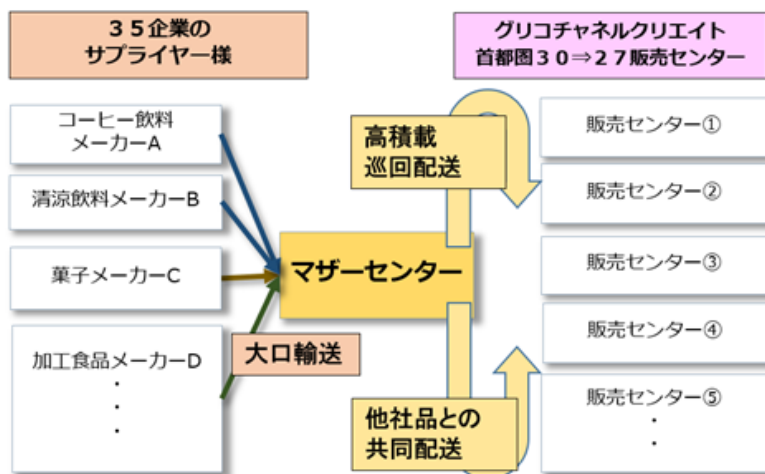 35企業の
サプライヤー様
グリコチャネルクリエイト
首都圏30⇒27販売センター
コーヒー飲料
メーカーA
清涼飲料メーカーB
菓子メーカーC
加工食品メーカーD
・
・
・
マザーセンター
大口輸送
高積載
巡回配送
他社品との
共同配送
販売センター①
販売センター②
販売センター③
販売センター④
販売センター⑤
・
・